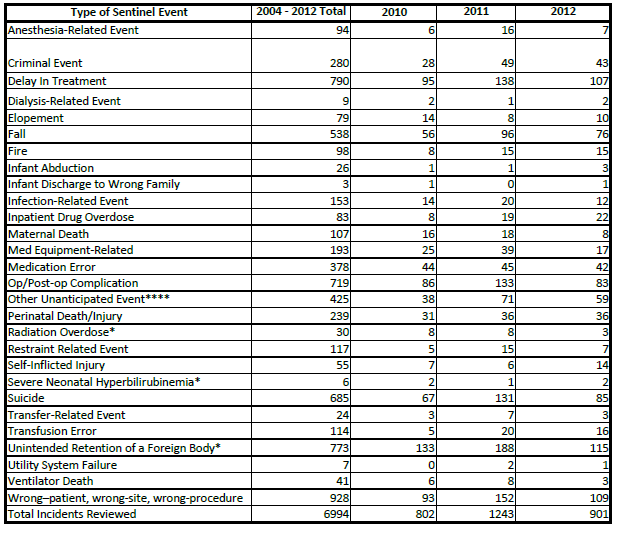 Type of Sentinel Event 2004 - 2012 Total 2010 2011 2012
Anesthesia-Related Event 94 6 16 7
Criminal Event 280 28 49 43
Delay In Treatment 790 95 138 107
Dialysis-Related Event 9 2 1 2
Elopement 79 14 8 10
Fall 538 56 96 76
Fire 98 8 15 15
Infant Abduction 26 1 1 3
Infant Discharge to Wrong Family 3 1 0 1
Infection-Related Event 153 14 20 12
Inpatient Drug Overdose 83 8 19 22
Maternal Death 107 16 18 8
Med Equipment-Related 193 25 39 17
Medication Error 378 44 45 42
Op/Post-op Complication 719 86 133 83
Other Unanticipated Event**** 425 38 71 59
Perinatal Death/Injury 239 31 36 36
Radiation Overdose* 30 8 8 3
Restraint Related Event 117 5 15 7
Self-Inflicted Injury 55 7 6 14
Severe Neonatal Hyperbilirubinemia* 6 2 1 2
Suicide 685 67 131 85
Transfer-Related Event 24 3 7 3
Transfusion Error 114 5 20 16
Unintended Retention of a Foreign Body* 773 133 188 115
Utility System Failure 7 0 2 1
Ventilator Death 41 6 8 3
Wrong–patient, wrong-site, wrong-procedure 928 93 152 109
Total Incidents Reviewed 6994 802 1243 901